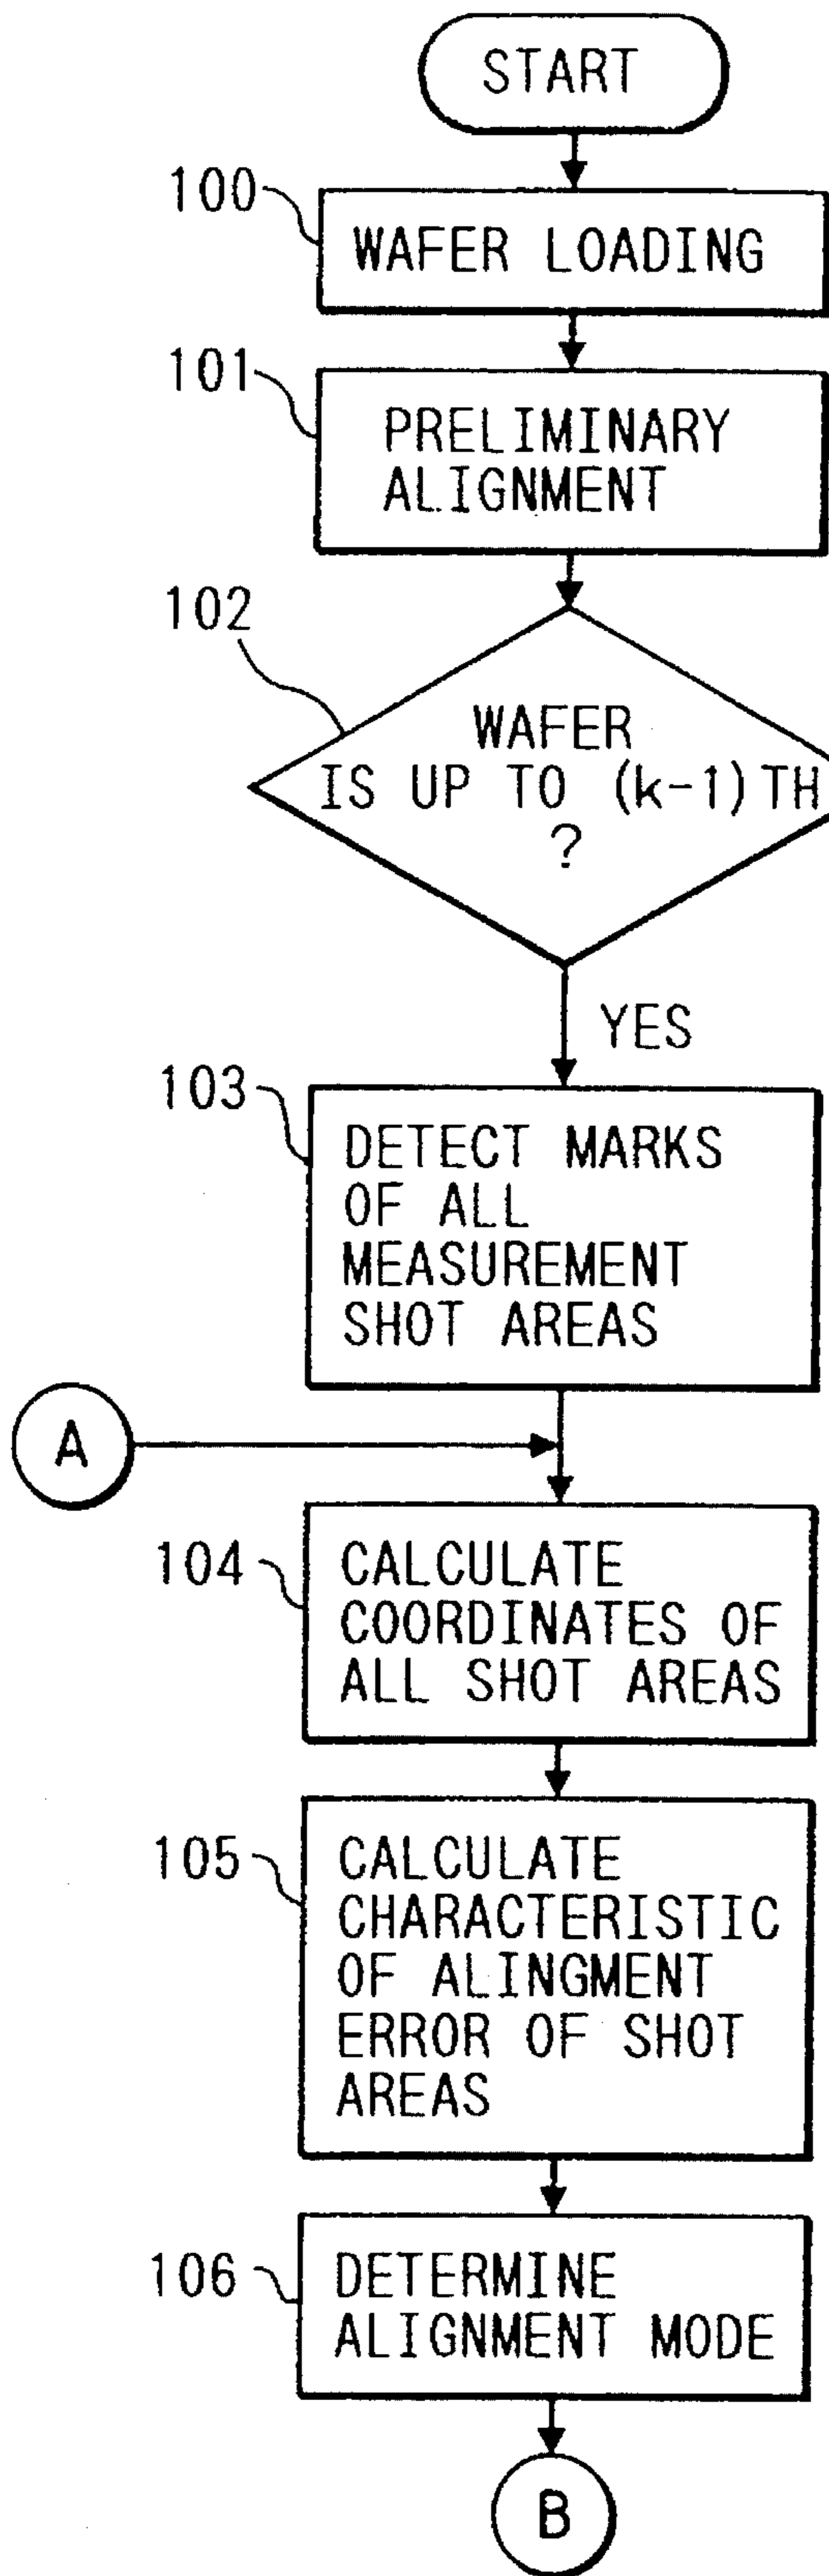 START
100
WAFER LOADING
101
PRELIMINARY
ALIGNMENT
102
WAFER
IS UP TO (k-1) TH
?
YES
103
DETECT MARKS
OF ALL
MEASUREMENT
SHOT AREAS
A
104
CALCULATE
COORDINATES OF
ALL SHOT AREAS
105
CALCULATE
CHARACTERISTIC
OF ALINGMENT
ERROR OF SHOT
AREAS
106
DETERMINE
ALIGNMENT MODE
B